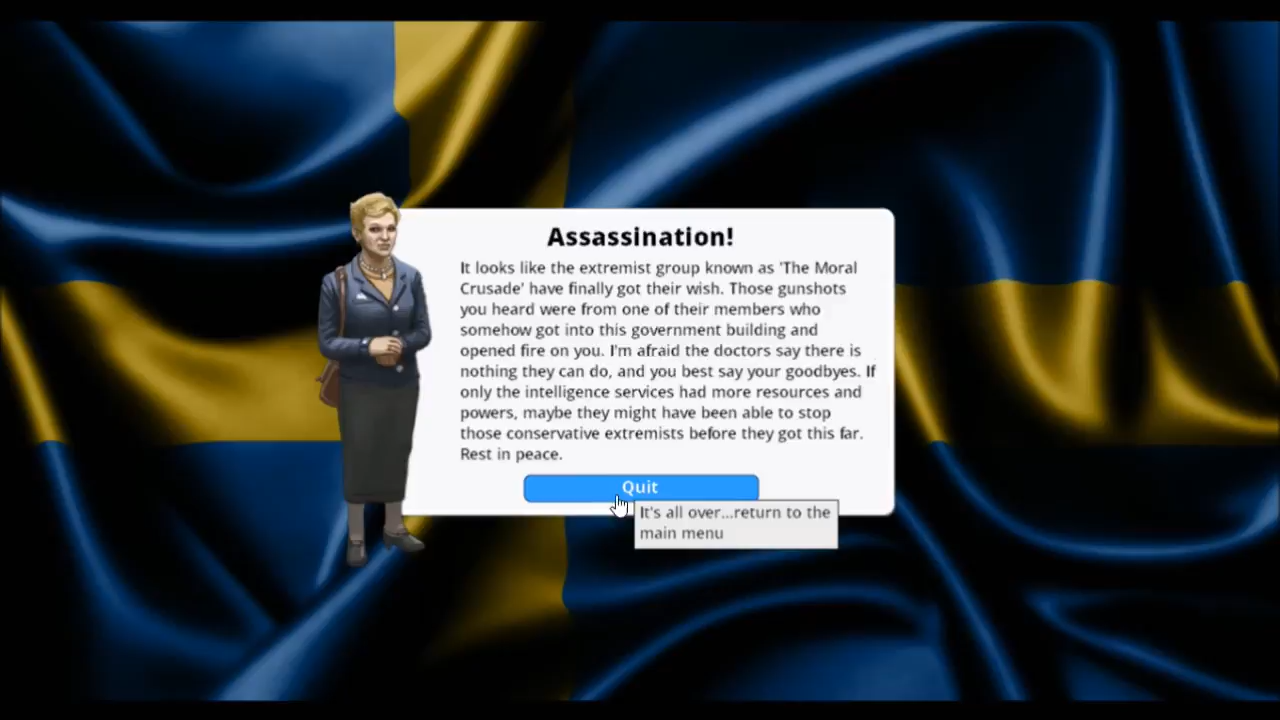 Assassination!
It looks like the extremist group known as 'The Moral
Crusade' have finally got their wish. Those gunshots
you heard were from one of their members who
somehow got into this government building and
opened fire on you. I'm afraid the doctors say there is
nothing they can do, and you best say your goodbyes. If
only the intelligence services had more resources and
powers, maybe they might have been able to stop
those conservative extremists before they got this far.
Rest in peace.
Quit
It's all over...return to the
main menu